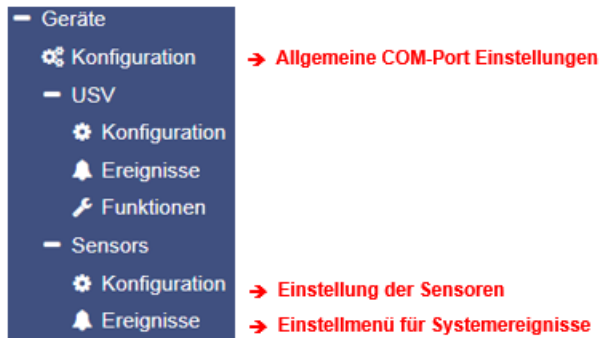 Geräte
Konfiguration → Allgemeine COM-Port Einstellungen
USV
Konfiguration
Ereignisse
Funktionen
Sensors
Konfiguration → Einstellung der Sensoren
Ereignisse → Einstellmenü für Systemereignisse